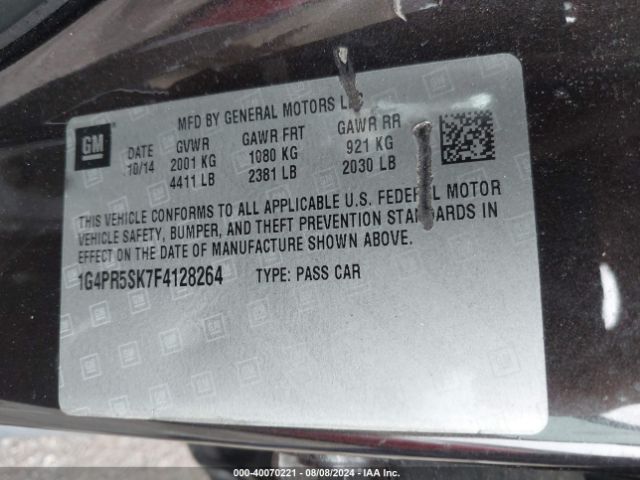 MFD BY GENERAL MOTORS
GM
DATE GVWR GAWR FRT GAWR RR
10/14 2001 KG 1080 KG 921 KG
4411 LB 2381 LB 2030 LB
THIS VEHICLE CONFORMS TO ALL APPLICABLE U.S. FEDERAL MOTOR
VEHICLE SAFETY, BUMPER, AND THEFT PREVENTION STANDARDS IN
EFFECT ON THE DATE OF MANUFACTURE SHOWN ABOVE.
1G4PR5SK7F4128264 TYPE: PASS CAR
000-40070221 - 08/08/2024 - IAA Inc.